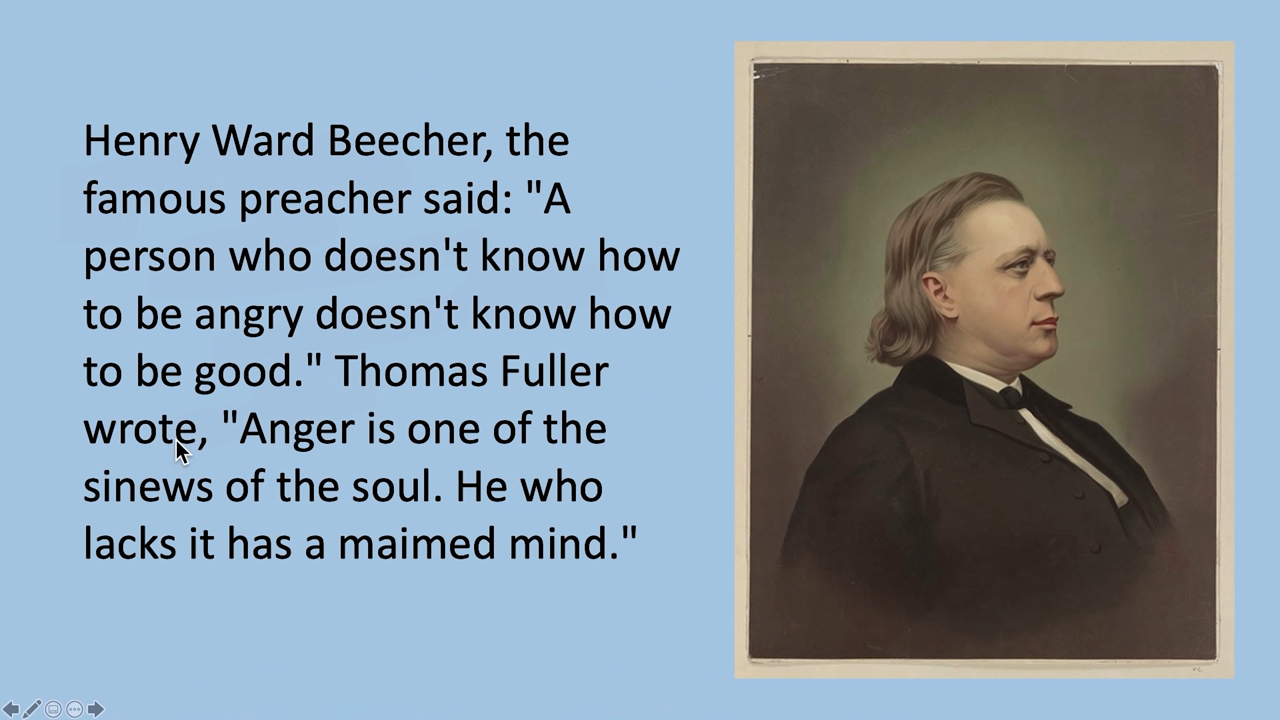 Henry Ward Beecher, the
famous preacher said: "A
person who doesn't know how
to be angry doesn't know how
to be good." Thomas Fuller
wrote, "Anger is one of the
sinews of the soul. He who
lacks it has a maimed mind."